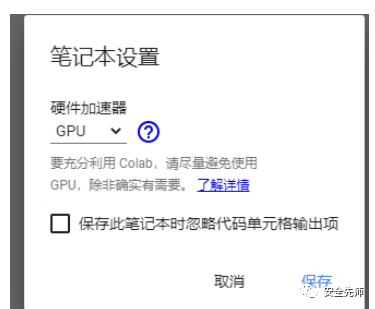 笔记本设置
硬件加速器
GPU
要充分利用 Colab，请尽量避免使用
GPU，除非确实有需要。 了解详情
保存此笔记本时忽略代码单元格输出项
取消 保存
安全先师